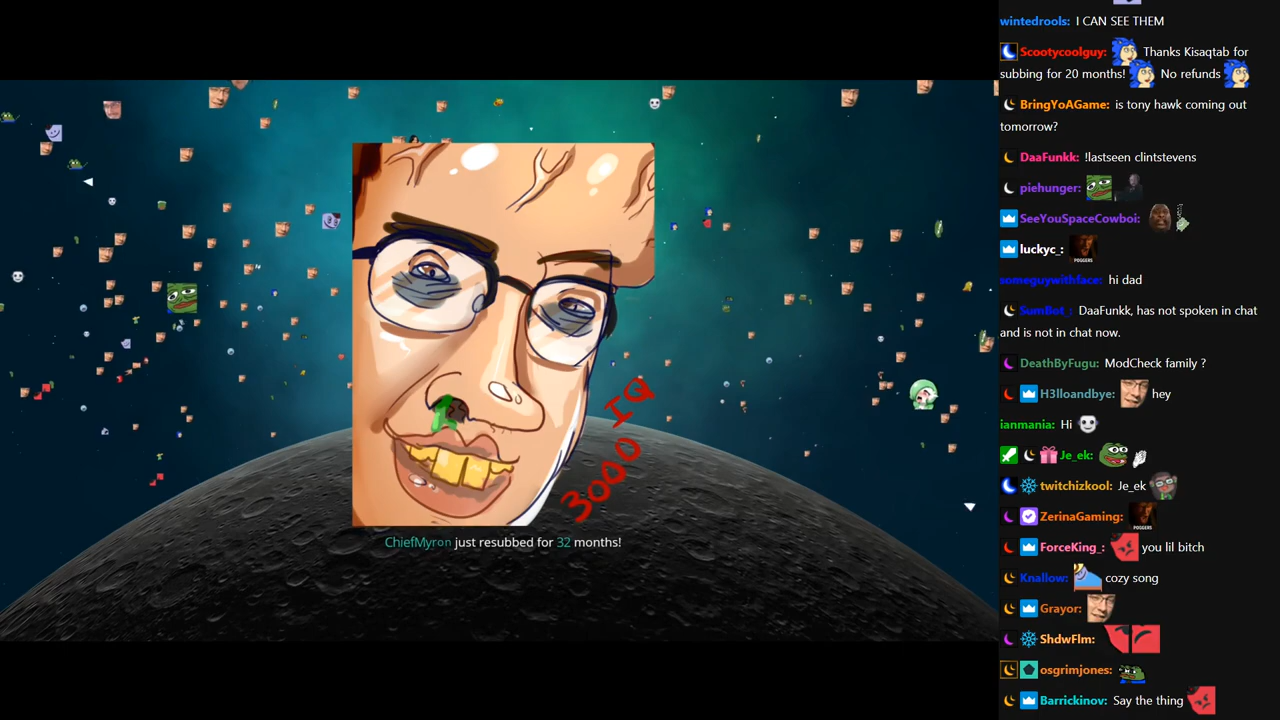 3000 IQ
ChiefMyron just resubbed for 32 months!
wintedrools: I CAN SEE THEM
Scootycoolguy: Thanks Kisaqtab for
subbing for 20 months! No refunds
BringYoAGame: is tony hawk coming out
tomorrow?
DaaFunkk: !lastseen clintstevens
piehunger:
SeeYouSpaceCowboi:
luckyc_: POGGERS
someguywithface: hi dad
SumBot_: DaaFunkk, has not spoken in chat
and is not in chat now.
DeathByFugu: ModCheck family ?
H3lloandbye: hey
ianmania: Hi
Je_ek:
twitchizkool: Je_ek
ZerinaGaming: POGGERS
ForceKing_: you lil bitch
Knallow: cozy song
Grayor:
ShdwFlm:
osgrimjones:
Barrickinov: Say the thing